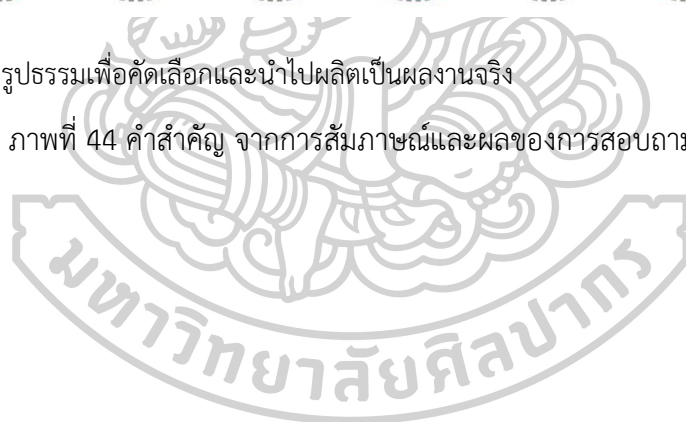 รูปธรรมเพื่อคัดเลือกและนำไปผลิตเป็นผลงานจริง
ภาพที่ 44 คำสำคัญ จากการสัมภาษณ์และผลของการสอบถาม
มหาวิทยาลัยศิลปากร